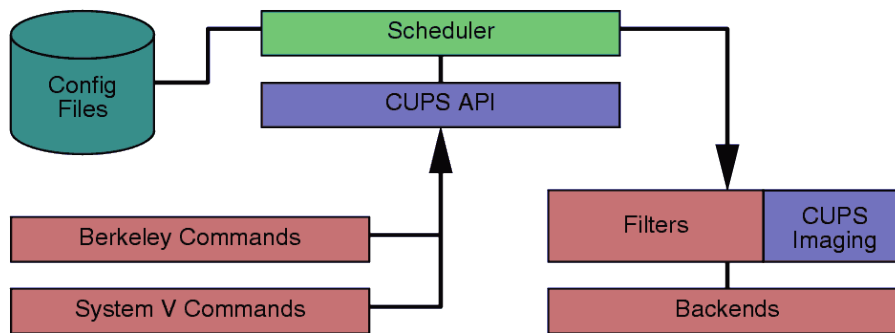 Scheduler
Config
Files
CUPS API
Berkeley Commands
Filters
CUPS
Imaging
System V Commands
Backends